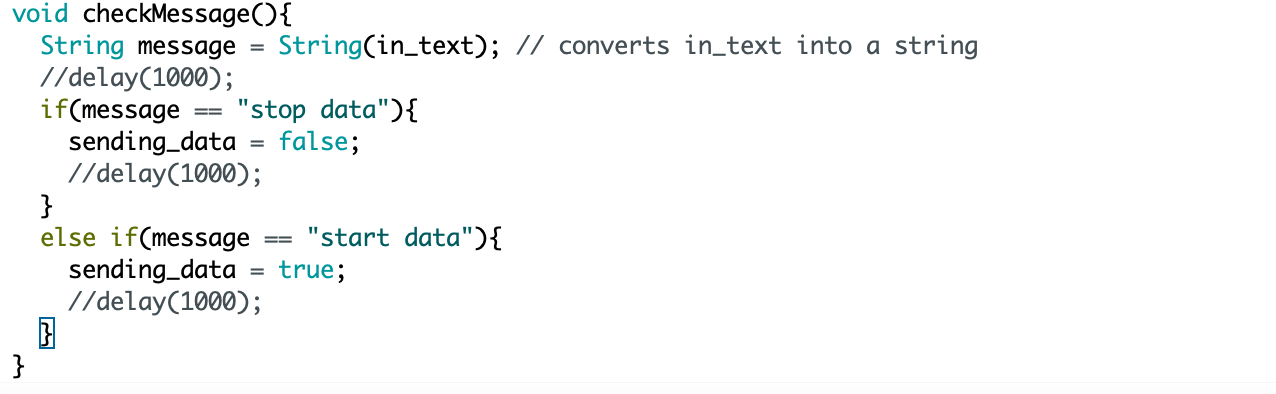 void checkMessage(){
  String message = String(in_text); // converts in_text into a string
  //delay(1000);
  if(message == "stop data"){
    sending_data = false;
    //delay(1000);
  }
  else if(message == "start data"){
    sending_data = true;
    //delay(1000);
  }
}